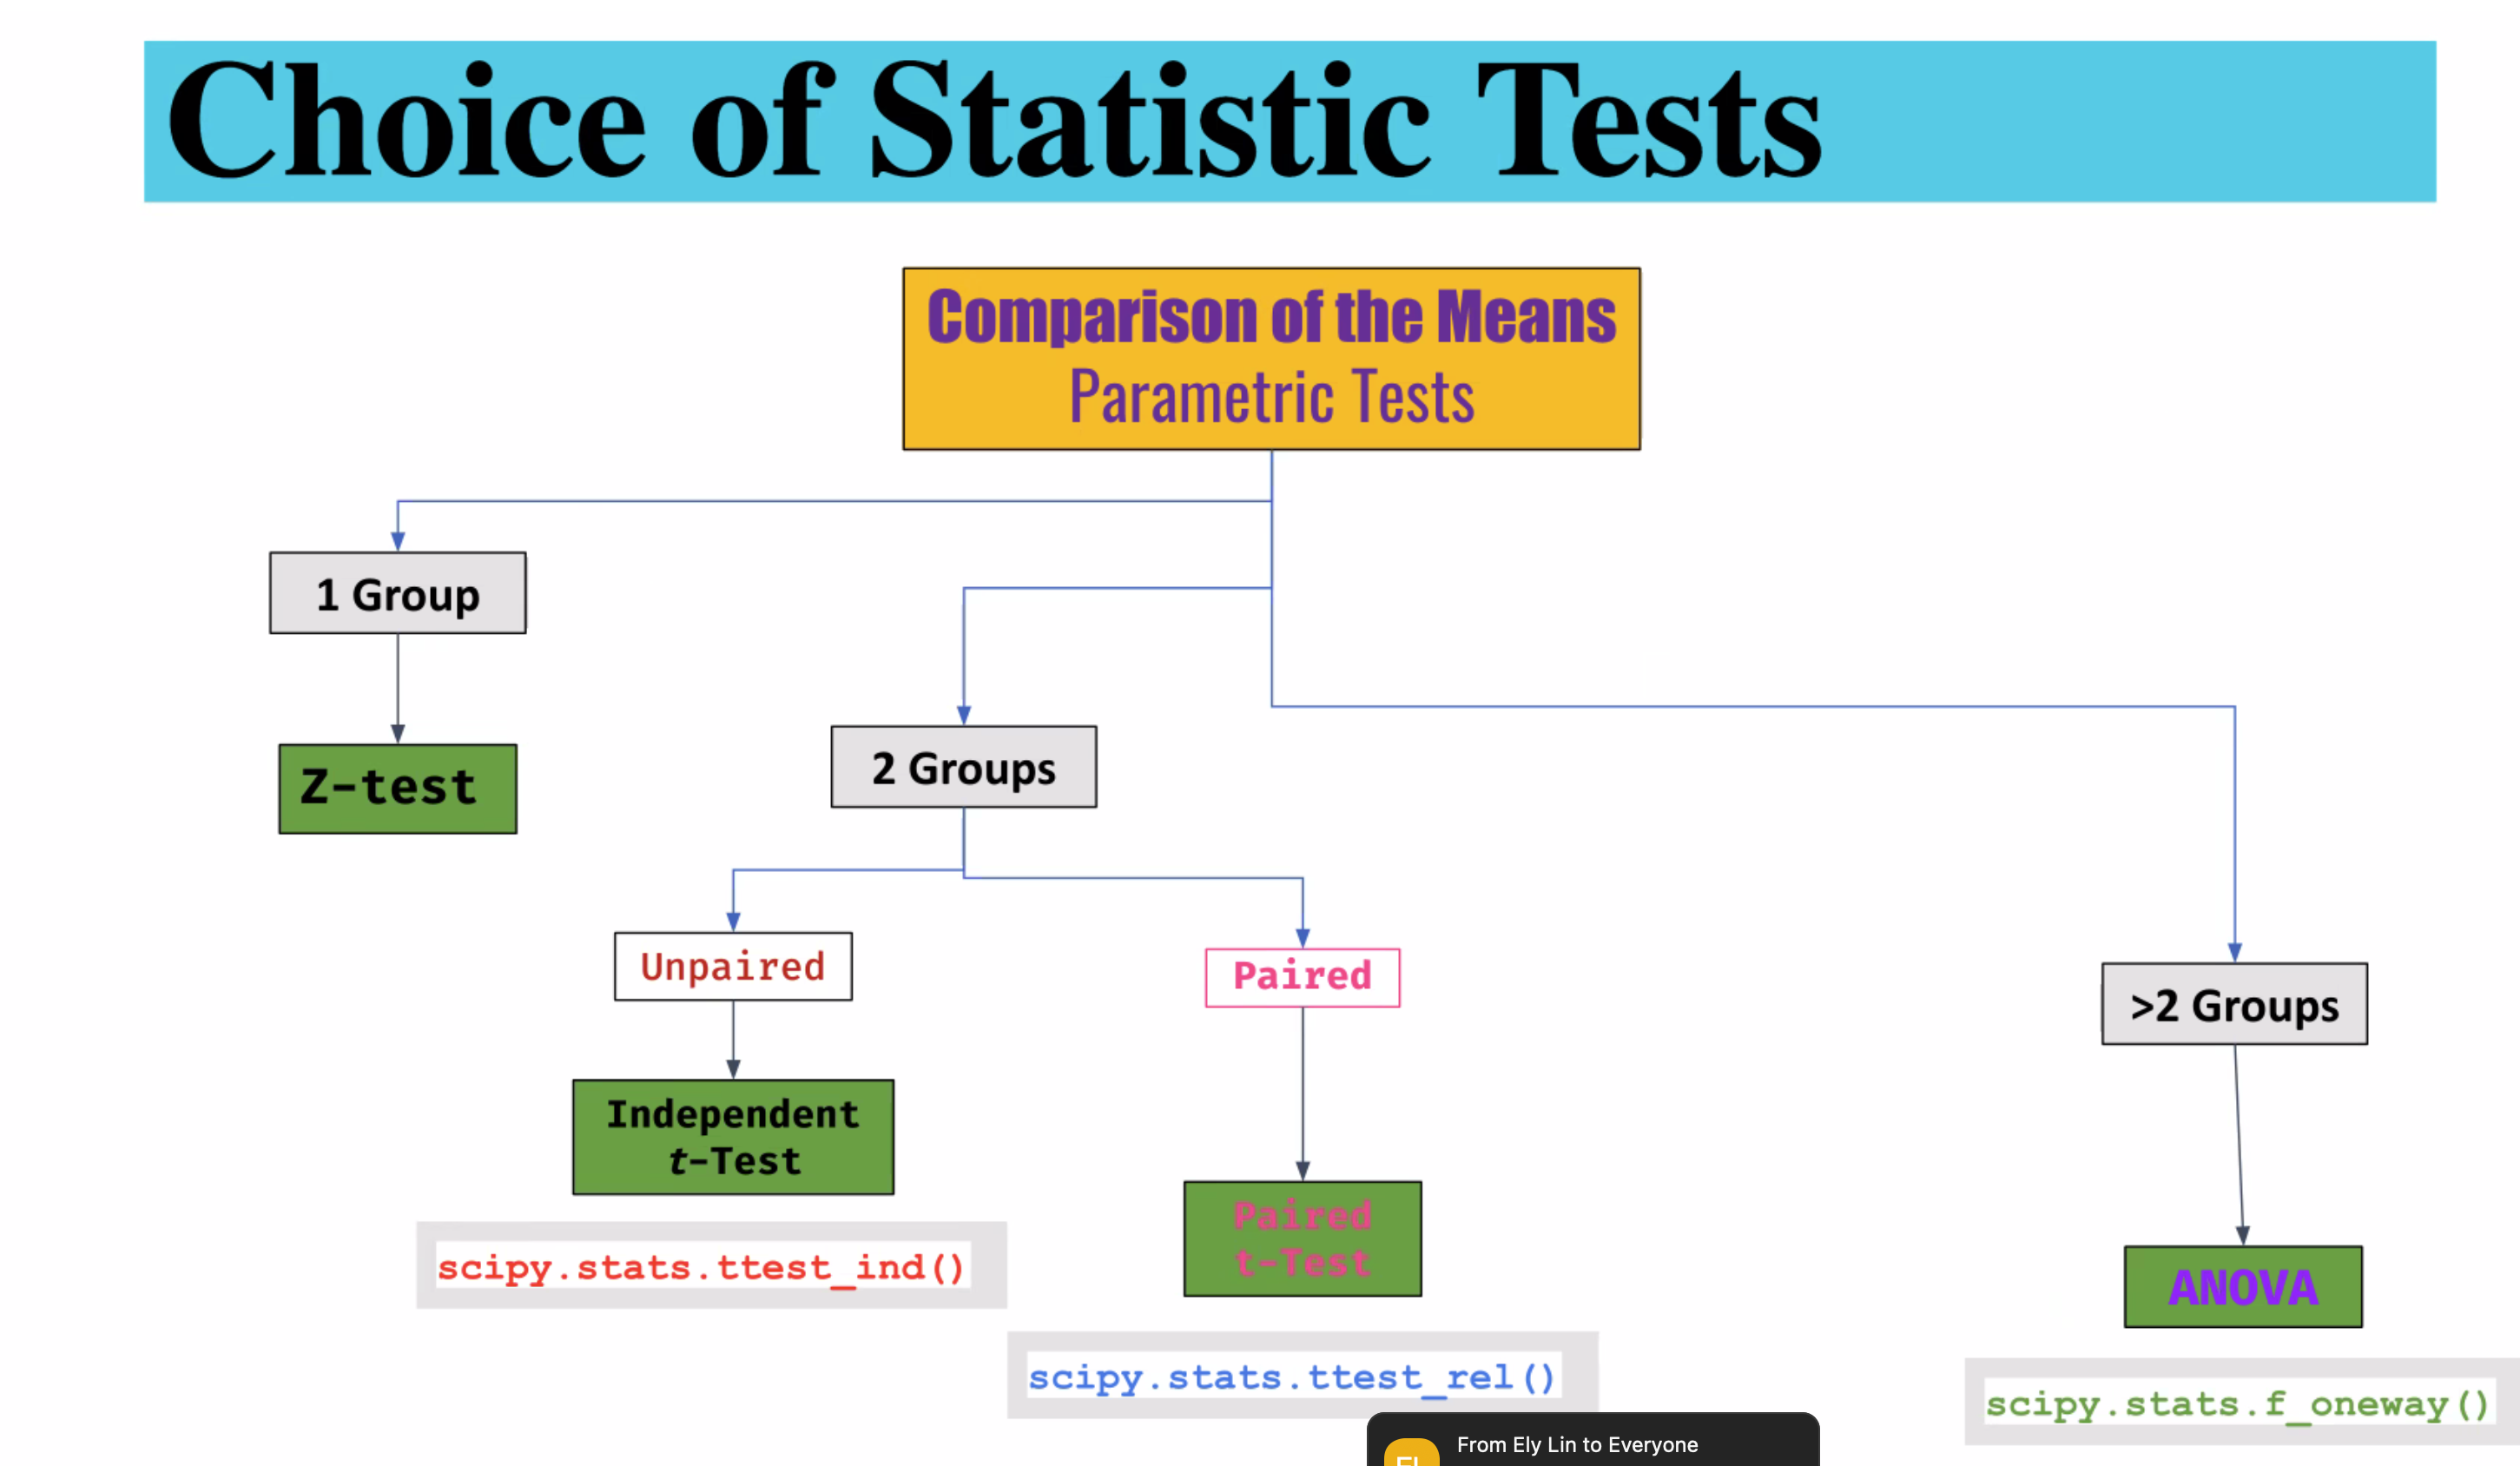 Choice of Statistic Tests
Comparison of the Means
Parametric Tests
1 Group
Z-test
2 Groups
Unpaired
Paired
>2 Groups
Independent
t-Test
Paired
t-Test
ANOVA
scipy.stats.ttest_ind()
scipy.stats.ttest_rel()
scipy.stats.f_oneway()
From Ely Lin to Everyone